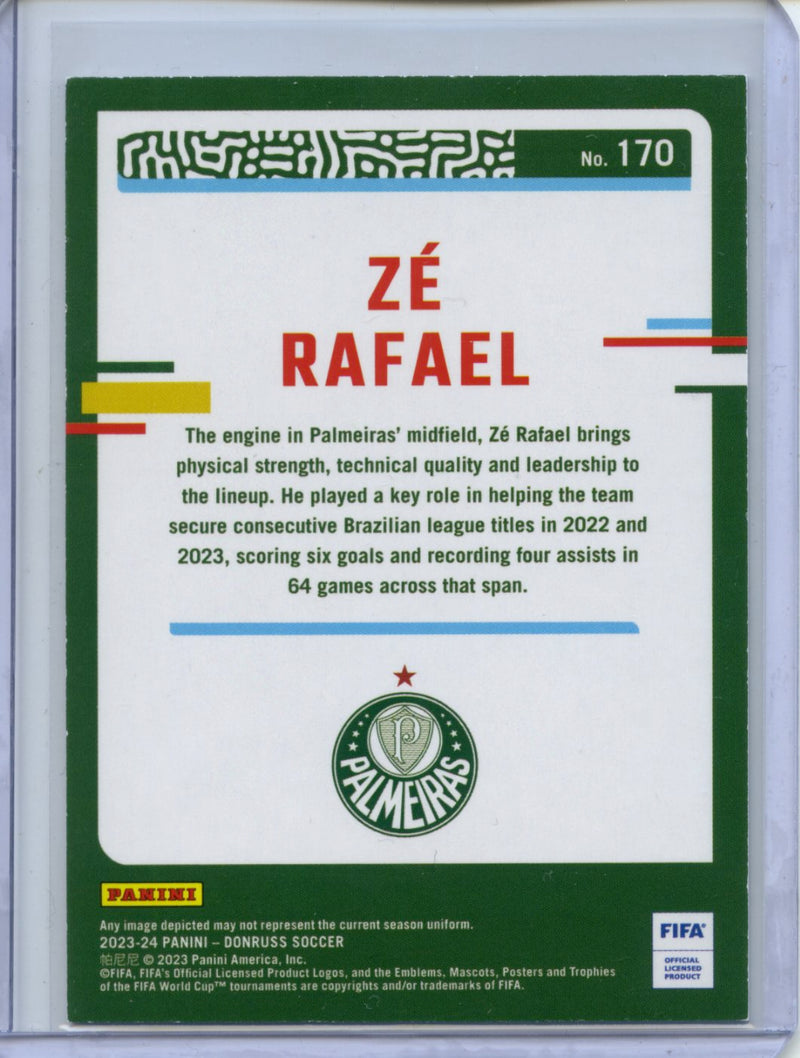 No. 170
ZÉ
RAFAEL
The engine in Palmeiras’ midfield, Zé Rafael brings
physical strength, technical quality and leadership to
the lineup. He played a key role in helping the team
secure consecutive Brazilian league titles in 2022 and
2023, scoring six goals and recording four assists in
64 games across that span.
P
PALMEIRAS
PANINI
Any image depicted may not represent the current season uniform.
2023-24 PANINI – DONRUSS SOCCER
帕尼尼 © 2023 Panini America, Inc.
©FIFA, FIFA's Official Licensed Product Logos, and the Emblems, Mascots, Posters and Trophies
of the FIFA World Cup™ tournaments are copyrights and/or trademarks of FIFA.
FIFA®
OFFICIAL
LICENSED
PRODUCT